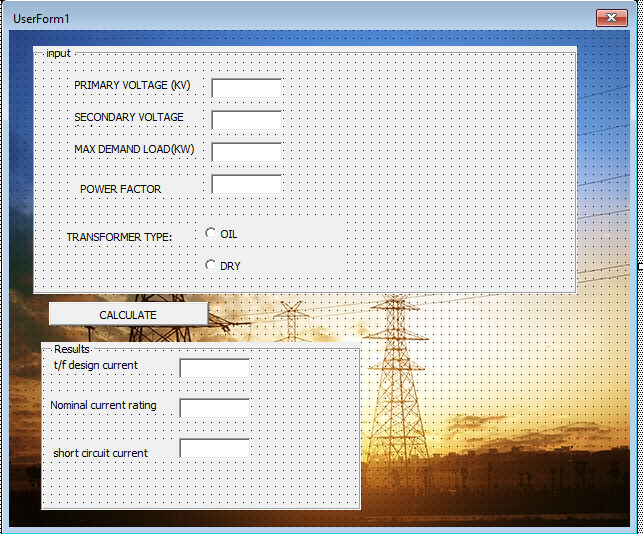 UserForm1
input
PRIMARY VOLTAGE (KV)
SECONDARY VOLTAGE
MAX DEMAND LOAD(KW)
POWER FACTOR
TRANSFORMER TYPE:
OIL
DRY
CALCULATE
Results
t/f design current
Nominal current rating
short circuit current